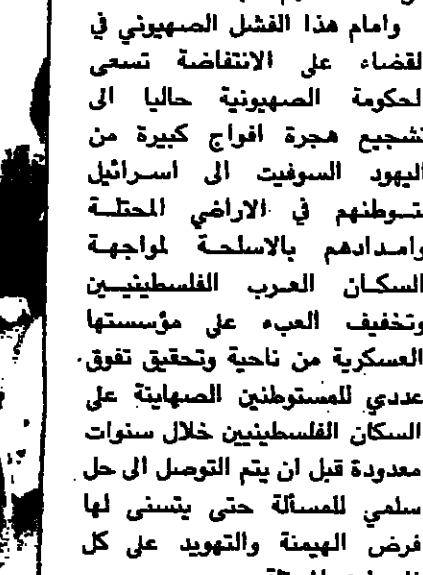 وامام هذا الفشل الصهيوني في
لقضاء على الانتفاضة تسعى
لحكومة الصهيونية حاليا الى
تشجيع هجرة افواج كبيرة من
اليهود السوفيت الى اسرائيل
توطنهم في الاراضي المحتلة
وامدادهم بالاسلحة لمواجهة
السكان العرب الفلسطينيين
وتخفيف العبء على مؤسستها
العسكرية من ناحية وتحقيق تفوق
عددي للمستوطنين الصهاينة على
السكان الفلسطينيين خلال سنوات
معدودة قبل ان يتم التوصل الى حل
سلمي للمسألة حتى يتسنى لها
فرض الهيمنة والتهويد على كل